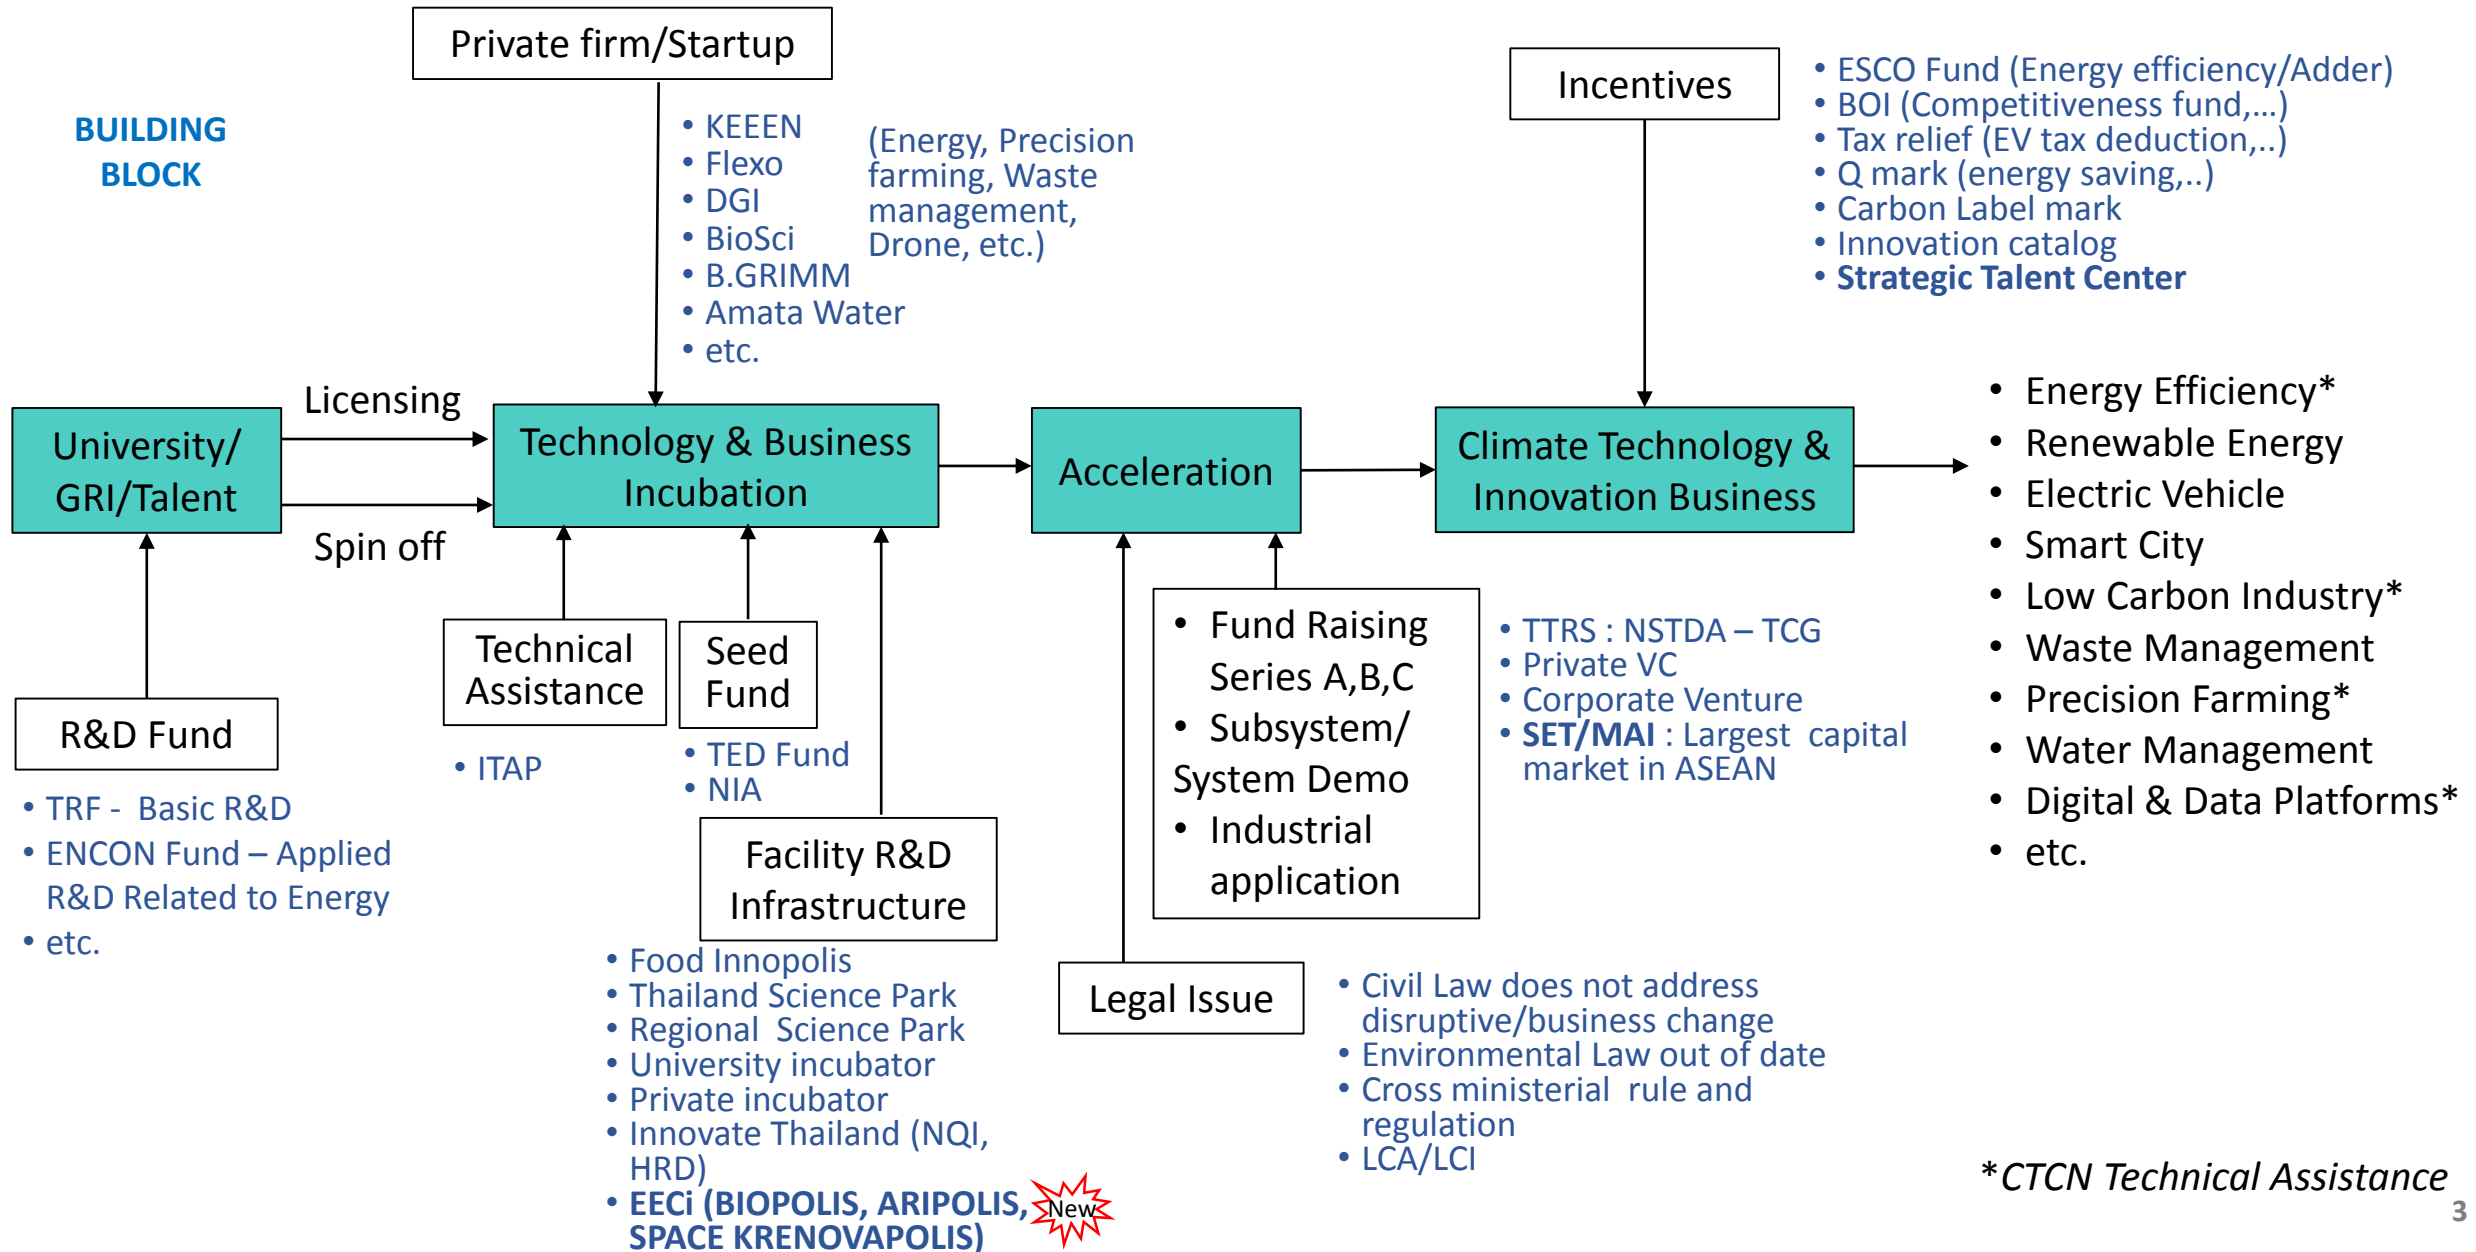 BUILDING
BLOCK
Private firm/Startup
• KEEEN
• Flexo
• DGI
• BioSci
• B.GRIMM
• Amata Water
• etc.
(Energy, Precision
farming, Waste
management,
Drone, etc.)
Incentives
• ESCO Fund (Energy efficiency/Adder)
• BOI (Competitiveness fund,...)
• Tax relief (EV tax deduction,..)
• Q mark (energy saving,..)
• Carbon Label mark
• Innovation catalog
• Strategic Talent Center
University/
GRI/Talent
Licensing
Spin off
Technology & Business
Incubation
Acceleration
Climate Technology &
Innovation Business
• Energy Efficiency*
• Renewable Energy
• Electric Vehicle
• Smart City
• Low Carbon Industry*
• Waste Management
• Precision Farming*
• Water Management
• Digital & Data Platforms*
• etc.
R&D Fund
• TRF - Basic R&D
• ENCON Fund – Applied
R&D Related to Energy
• etc.
Technical
Assistance
• ITAP
Seed
Fund
• TED Fund
• NIA
Facility R&D
Infrastructure
• Food Innopolis
• Thailand Science Park
• Regional Science Park
• University incubator
• Private incubator
• Innovate Thailand (NQI,
HRD)
• EECi (BIOPOLIS, ARIPOLIS,
SPACE KRENOVAPOLIS)
New
• Fund Raising
Series A,B,C
• Subsystem/
System Demo
• Industrial
application
• TTRS : NSTDA – TCG
• Private VC
• Corporate Venture
• SET/MAI : Largest capital
market in ASEAN
Legal Issue
• Civil Law does not address
disruptive/business change
• Environmental Law out of date
• Cross ministerial rule and
regulation
• LCA/LCI
*CTCN Technical Assistance
3